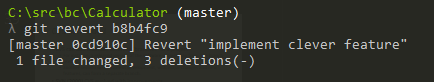 C:\src\bc\Calculator (master)
λ git revert b8b4fc9
[master 0cd910c] Revert "implement clever feature"
 1 file changed, 3 deletions(-)